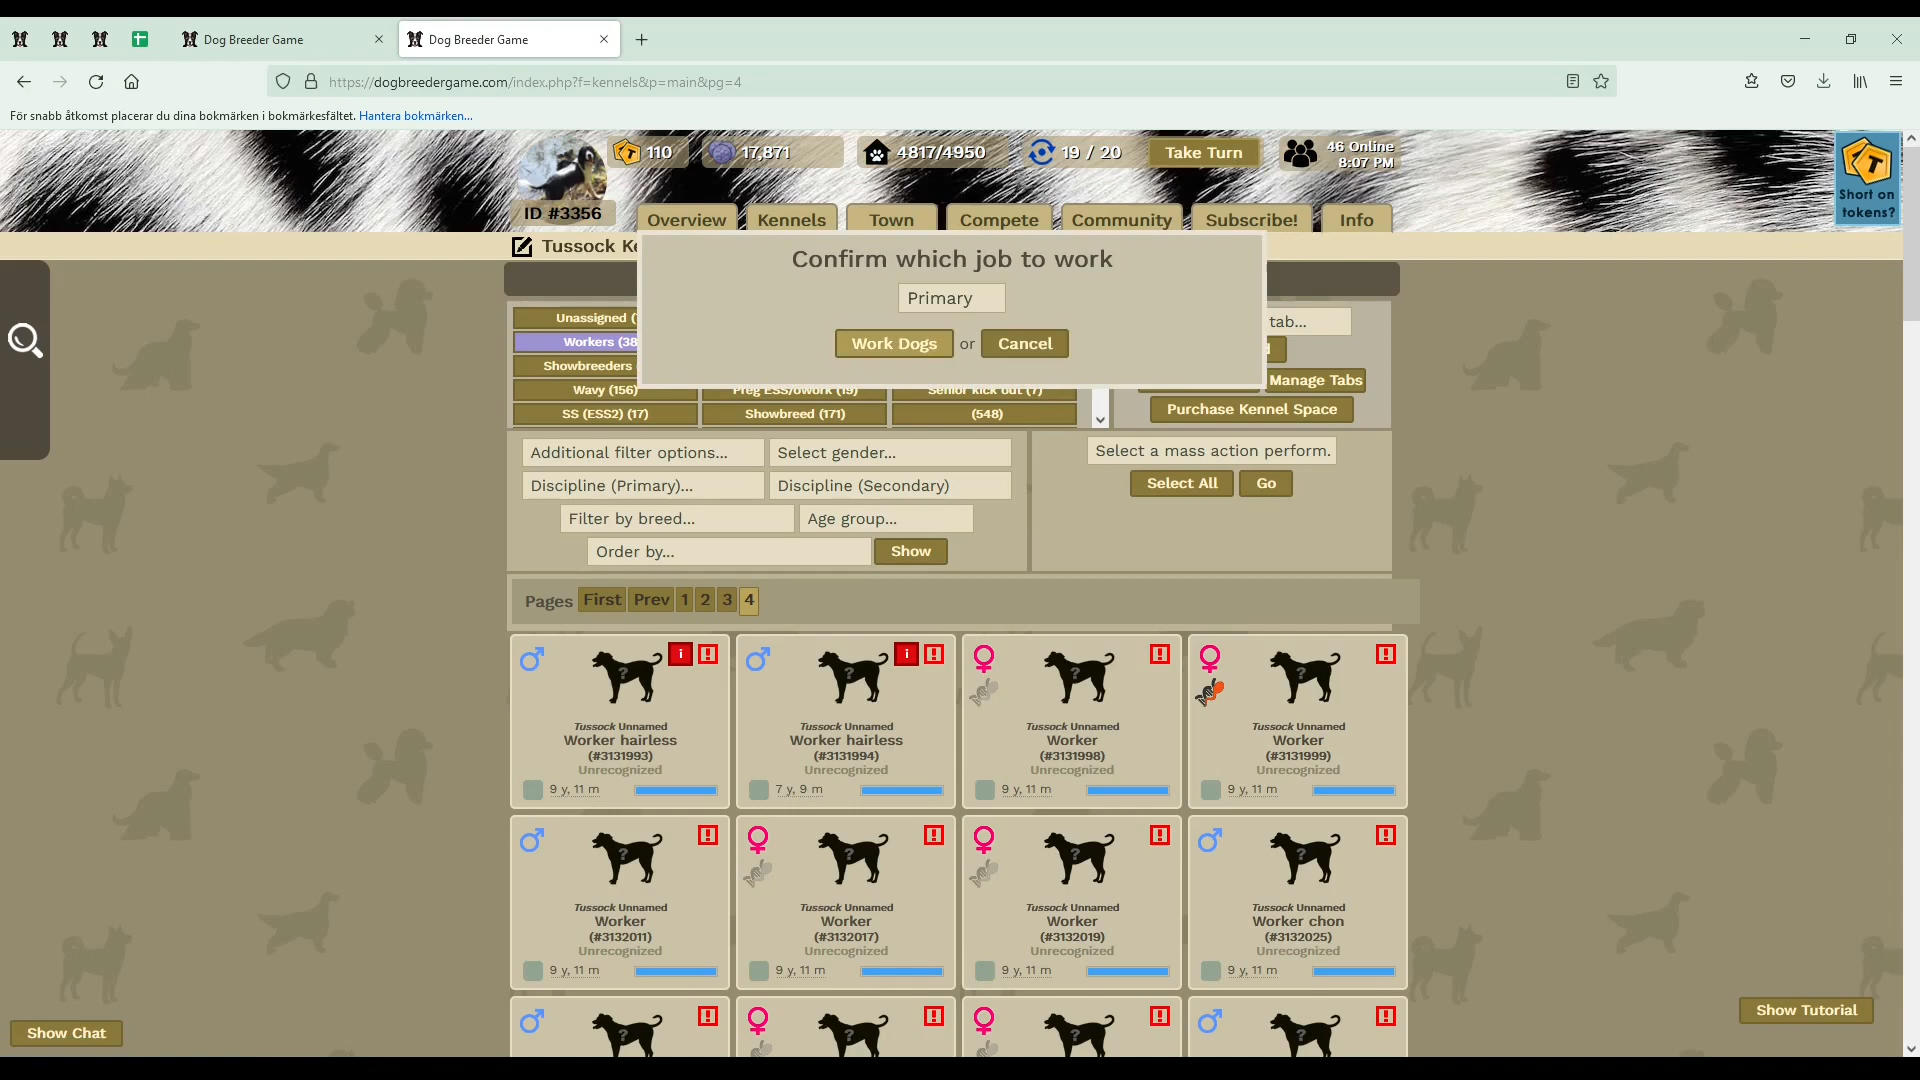 Dog Breeder Game
Dog Breeder Game
https://dogbreedergame.com/index.php?f=kennels&p=main&pg=4
För snabb åtkomst placerar du dina bokmärken i bokmärkesfältet. Hantera bokmärken...
110
17,871
4817/4950
19 / 20
Take Turn
46 Online
8:07 PM
Short on
tokens?
ID #3356
Overview
Kennels
Town
Compete
Community
Subscribe!
Info
Tussock
Confirm which job to work
Primary
Work Dogs or Cancel
Unassigned
tab...
Workers (38
Showbreeders
Wavy (156)
Preg ESS/owork (19)
Senior kick out (7)
Manage Tabs
SS (ESS2) (17)
Showbreed (171)
(548)
Purchase Kennel Space
Additional filter options...
Select gender...
Select a mass action perform.
Discipline (Primary)...
Discipline (Secondary)
Select All
Go
Filter by breed...
Age group...
Order by...
Show
Pages First Prev 1 2 3 4
Tussock Unnamed
Worker hairless
(#3131993)
Unrecognized
9 y, 11 m
Tussock Unnamed
Worker hairless
(#3131994)
Unrecognized
7 y, 9 m
Tussock Unnamed
Worker
(#3131998)
Unrecognized
9 y, 11 m
Tussock Unnamed
Worker
(#3131999)
Unrecognized
9 y, 11 m
Tussock Unnamed
Worker
(#3132011)
Unrecognized
9 y, 11 m
Tussock Unnamed
Worker
(#3132017)
Unrecognized
9 y, 11 m
Tussock Unnamed
Worker
(#3132019)
Unrecognized
9 y, 11 m
Tussock Unnamed
Worker chon
(#3132025)
Unrecognized
9 y, 11 m
Show Chat
Show Tutorial